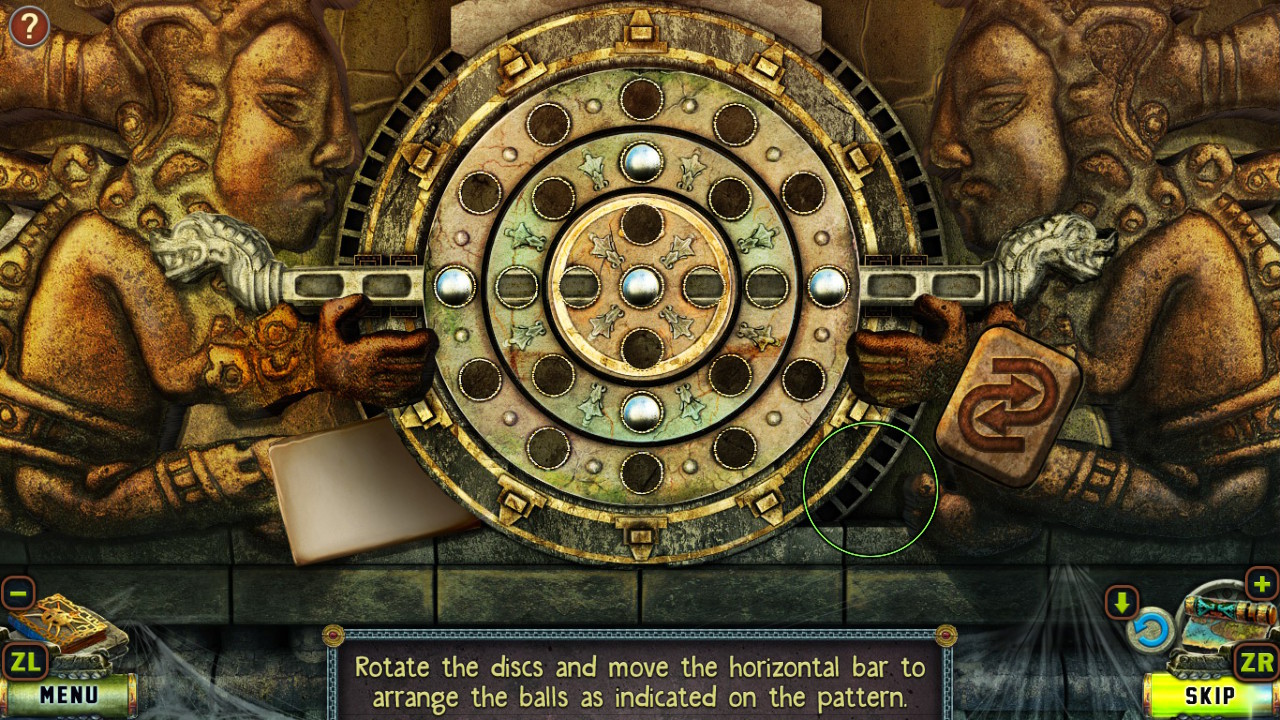 ?
Rotate the discs and move the horizontal bar to
arrange the balls as indicated on the pattern.
ZL
MENU
ZR
SKIP